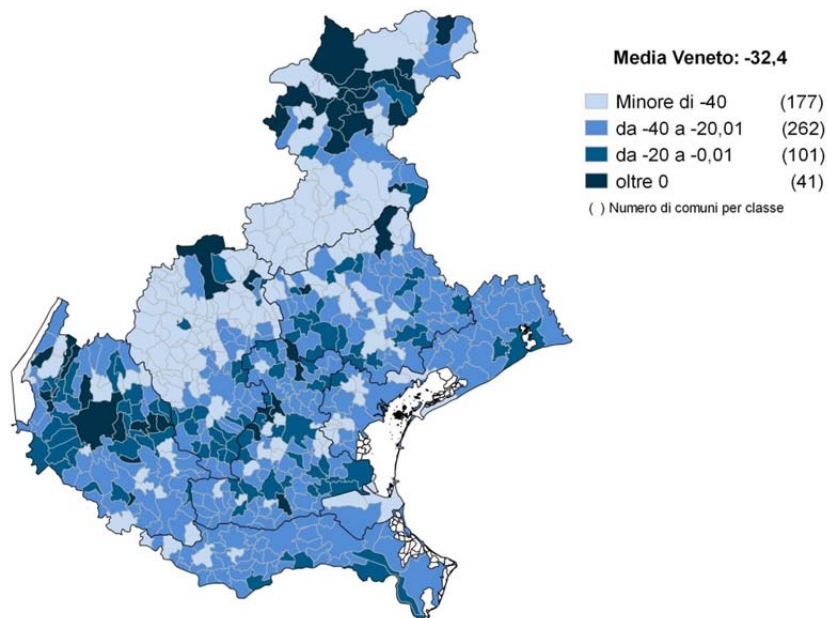 Media Veneto: -32,4
Minore di -40 (177)
da -40 a -20,01 (262)
da -20 a -0,01 (101)
oltre 0 (41)
( ) Numero di comuni per classe